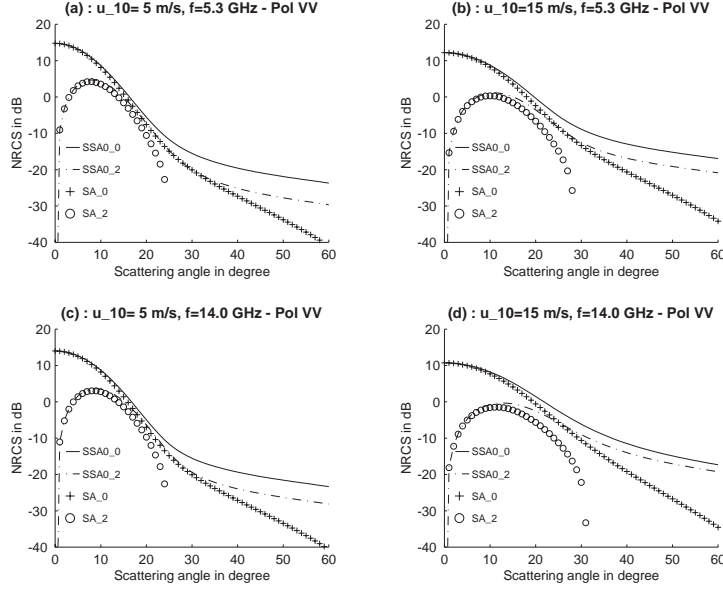 (a) : u_10= 5 m/s, f=5.3 GHz - Pol VV
20
10
0
-10
-20
-30
-40
NRCS in dB
SSA0_0
SSA0_2
SA_0
SA_2
0 10 20 30 40 50 60
Scattering angle in degree
(b) : u_10=15 m/s, f=5.3 GHz - Pol VV
20
10
0
-10
-20
-30
-40
NRCS in dB
SSA0_0
SSA0_2
SA_0
SA_2
0 10 20 30 40 50 60
Scattering angle in degree
(c) : u_10= 5 m/s, f=14.0 GHz - Pol VV
20
10
0
-10
-20
-30
-40
NRCS in dB
SSA0_0
SSA0_2
SA_0
SA_2
0 10 20 30 40 50 60
Scattering angle in degree
(d) : u_10=15 m/s, f=14.0 GHz - Pol VV
20
10
0
-10
-20
-30
-40
NRCS in dB
SSA0_0
SSA0_2
SA_0
SA_2
0 10 20 30 40 50 60
Scattering angle in degree